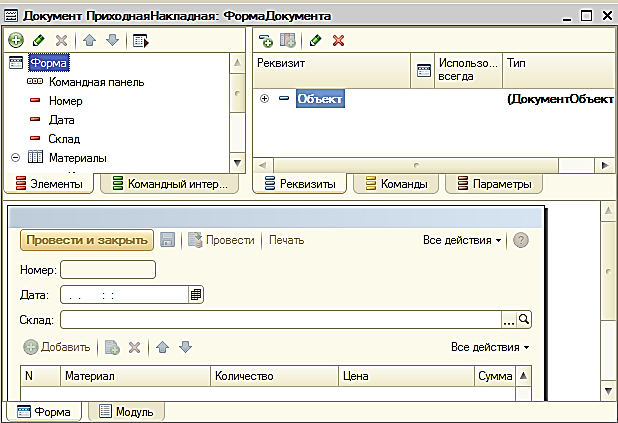 Документ ПриходнаяНакладная: ФормаДокумента
Форма
Командная панель
Номер
Дата
Склад
Материалы
Элементы
Командный интер...
Реквизит
Использо... всегда
Тип
Объект
(ДокументОбъект
Реквизиты
Команды
Параметры
Провести и закрыть
Провести
Печать
Все действия
Номер:
Дата:
. . : :
Склад:
...
Добавить
Все действия
N
Материал
Количество
Цена
Сумма
Форма
Модуль